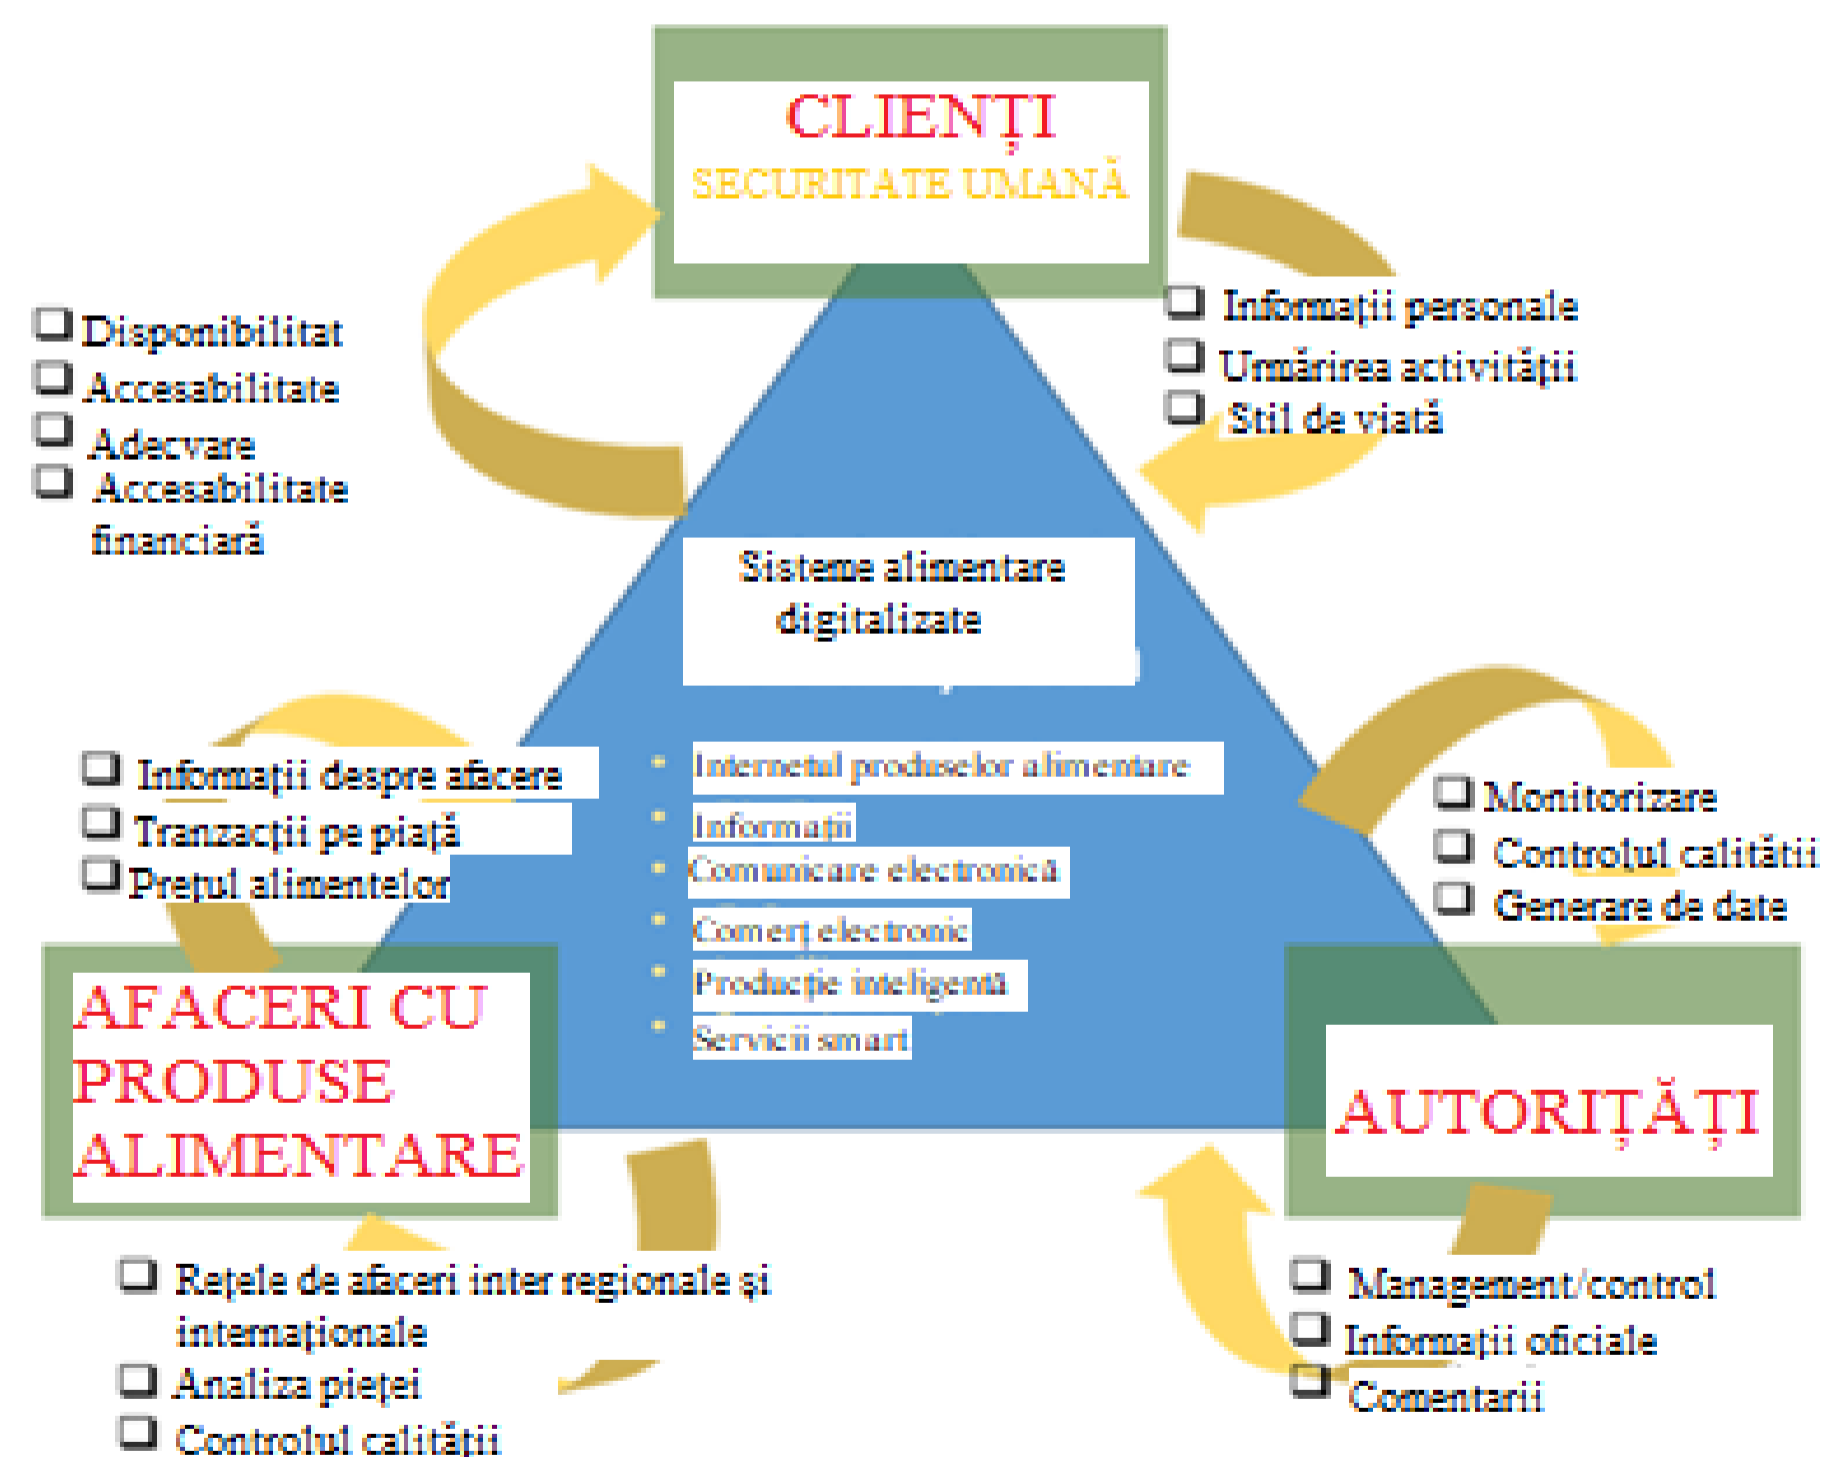 CLIENȚI
SECURITATE UMANĂ
Disponibilitat
Accesabilitate
Adecvare
Accesabilitate
financiară
Informații personale
Urmărirea activității
Stil de viată
Sisteme alimentare
digitalizate
Internetul produselor alimentare
Informații
Comunicare electronică
Comerț electronic
Producție inteligentă
Servicii smart
Informații despre afacere
Tranzacții pe piață
Prețul alimentelor
Monitorizare
Controlul calitătii
Generare de date
AFACERI CU
PRODUSE
ALIMENTARE
AUTORIȚĂȚI
Rețele de afaceri inter regionale și
internaționale
Analiza pieței
Controlul calității
Management/control
Informații oficiale
Comentarii